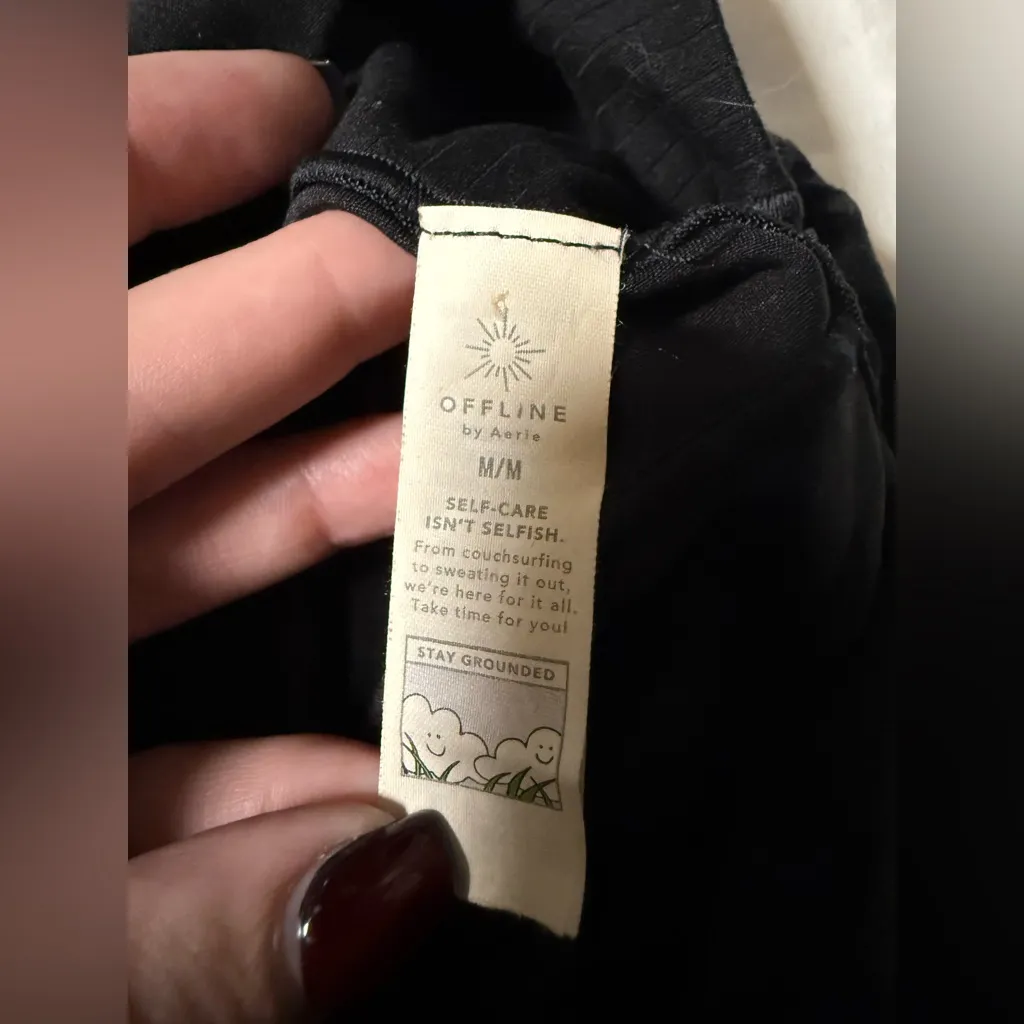 OFFLINE
by Aerie
M/M
SELF-CARE
ISN'T SELFISH.
From couchsurfing
to sweating it out,
we're here for it all.
Take time for you!
STAY GROUNDED